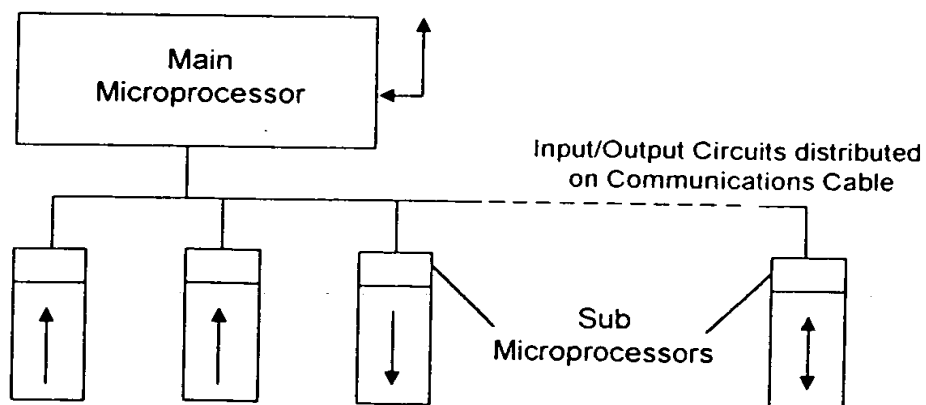 Main
Microprocessor
Input/Output Circuits distributed
on Communications Cable
Sub
Microprocessors